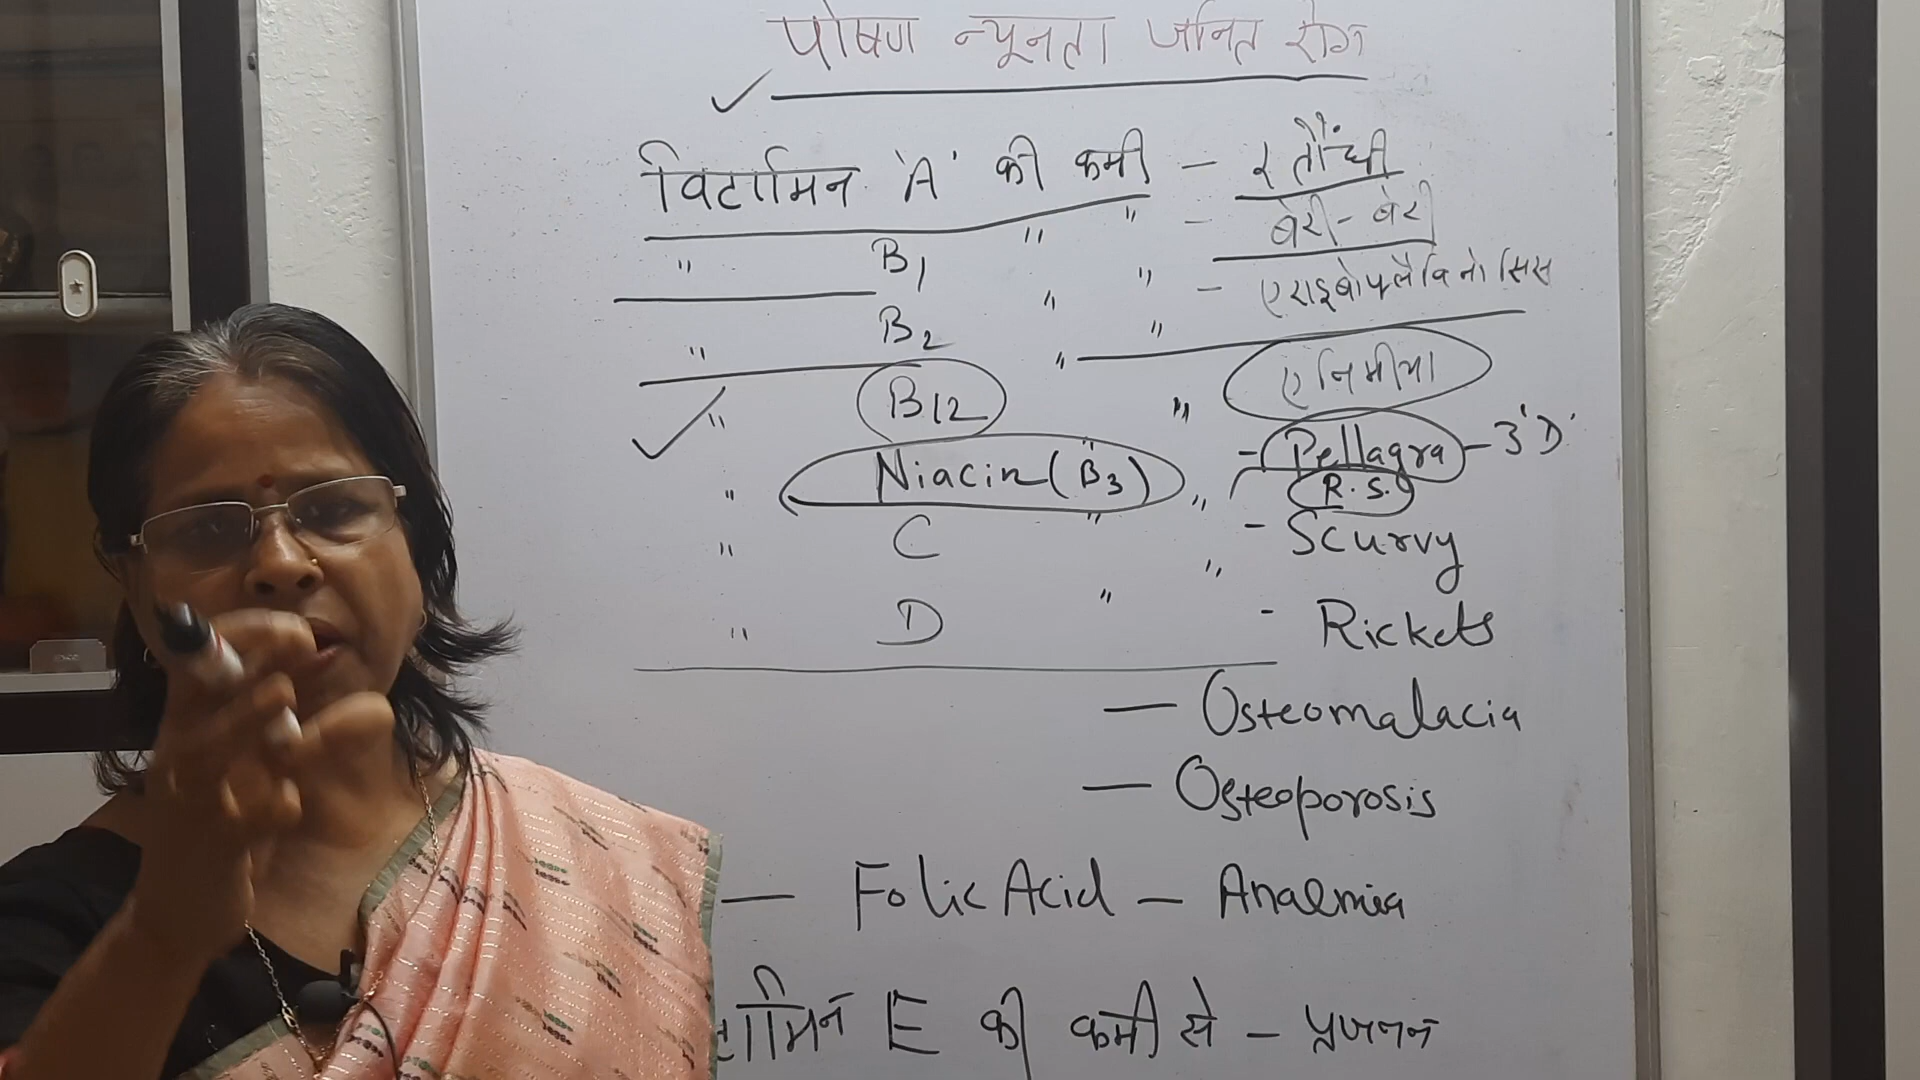 पोषण न्यूनता जनित रोग
विटामिन 'A' की कमी - रतौंधी
" B1 " " - बेरी-बेरी
" B2 " " - एराइबोफ्लैविनोसिस
" B12 " " एनिमीया
" Niacin (B3) " " - Pellagra - 3'D'
R.S.
" C " " - Scurvy
" D " - Rickets
— Osteomalacia
— Osteoporosis
— Folic Acid — Anaemia
टामिन E की कमी से - प्रजनन